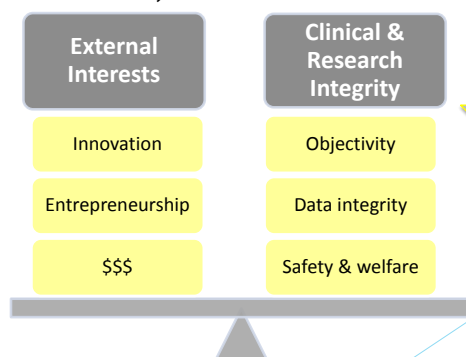 External
Interests
Innovation
Entrepreneurship
$$$
Clinical &
Research
Integrity
Objectivity
Data integrity
Safety & welfare